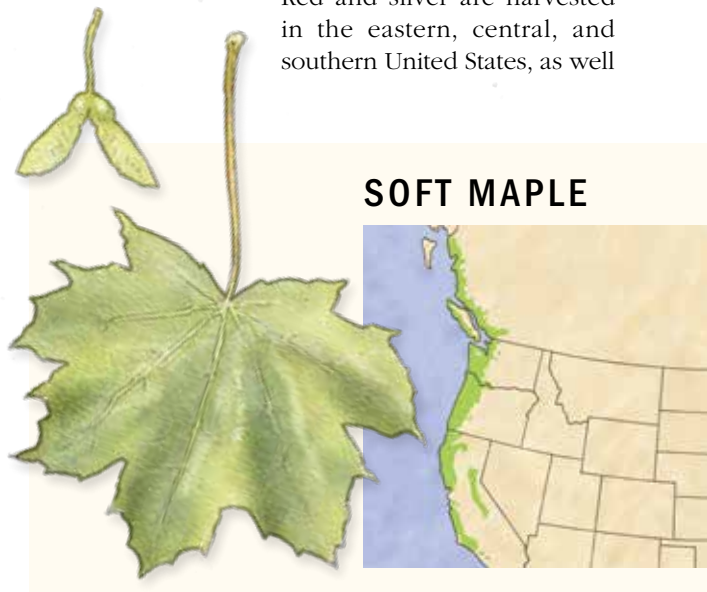 Red and silver are harvested
in the eastern, central, and
southern United States, as well
SOFT MAPLE